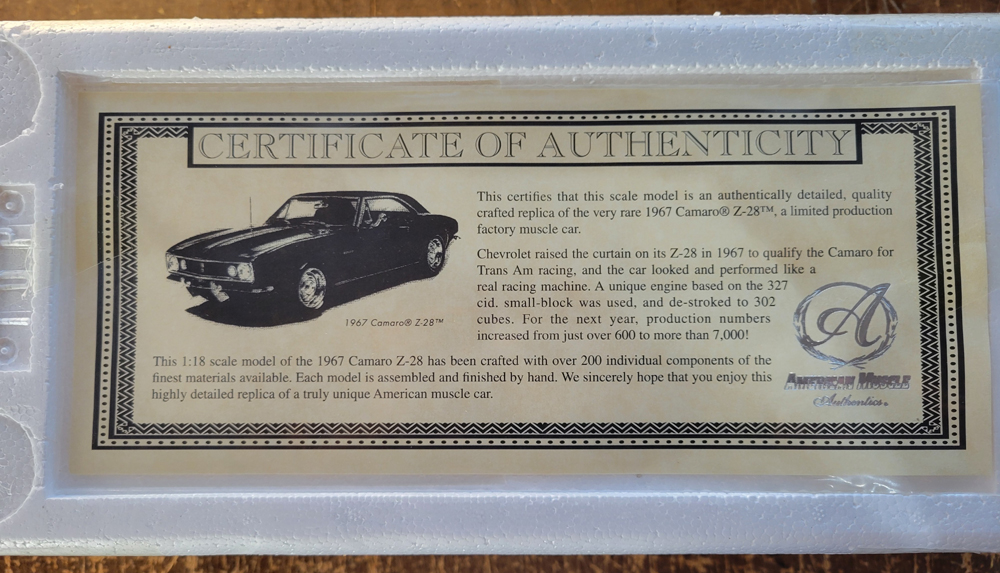 CERTIFICATE OF AUTHENTICITY
This certifies that this scale model is an authentically detailed, quality
crafted replica of the very rare 1967 Camaro® Z-28™, a limited production
factory muscle car.
Chevrolet raised the curtain on its Z-28 in 1967 to qualify the Camaro for
Trans Am racing, and the car looked and performed like a
real racing machine. A unique engine based on the 327
cid. small-block was used, and de-stroked to 302
cubes. For the next year, production numbers
increased from just over 600 to more than 7,000!
1967 Camaro® Z-28™
This 1:18 scale model of the 1967 Camaro Z-28 has been crafted with over 200 individual components of the
finest materials available. Each model is assembled and finished by hand. We sincerely hope that you enjoy this
highly detailed replica of a truly unique American muscle car.
A
AMERICAN MUSCLE
Authentics